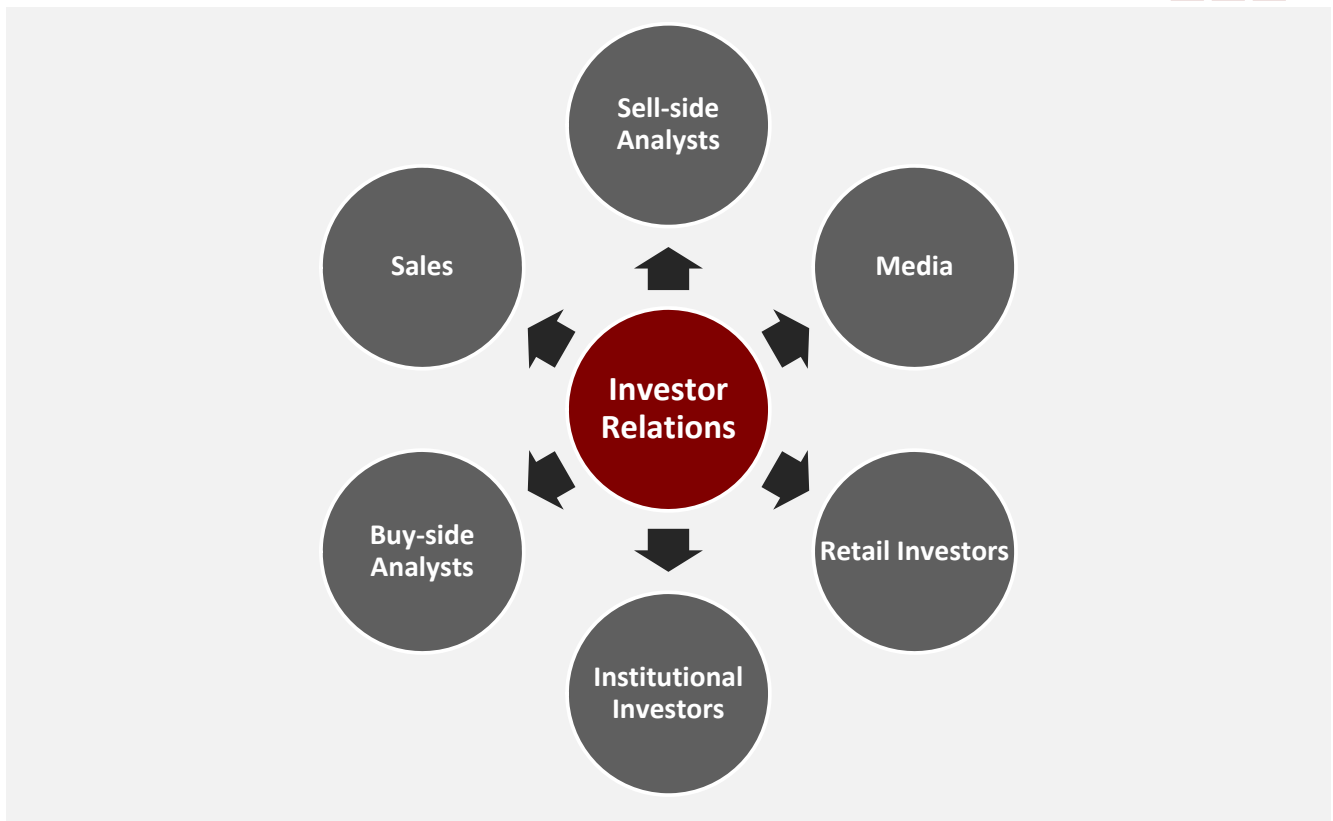 Sell-side
Analysts
Sales
Media
Investor
Relations
Buy-side
Analysts
Retail Investors
Institutional
Investors